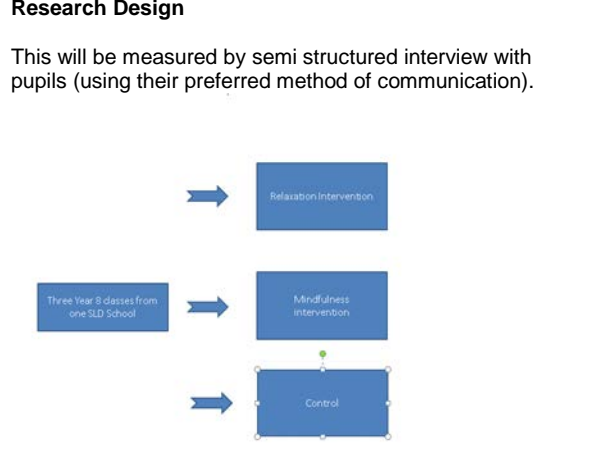 Research Design
This will be measured by semi structured interview with
pupils (using their preferred method of communication).
Relaxation Intervention
Three Year 8 classes from
one SLD School
Mindfulness
intervention
Control